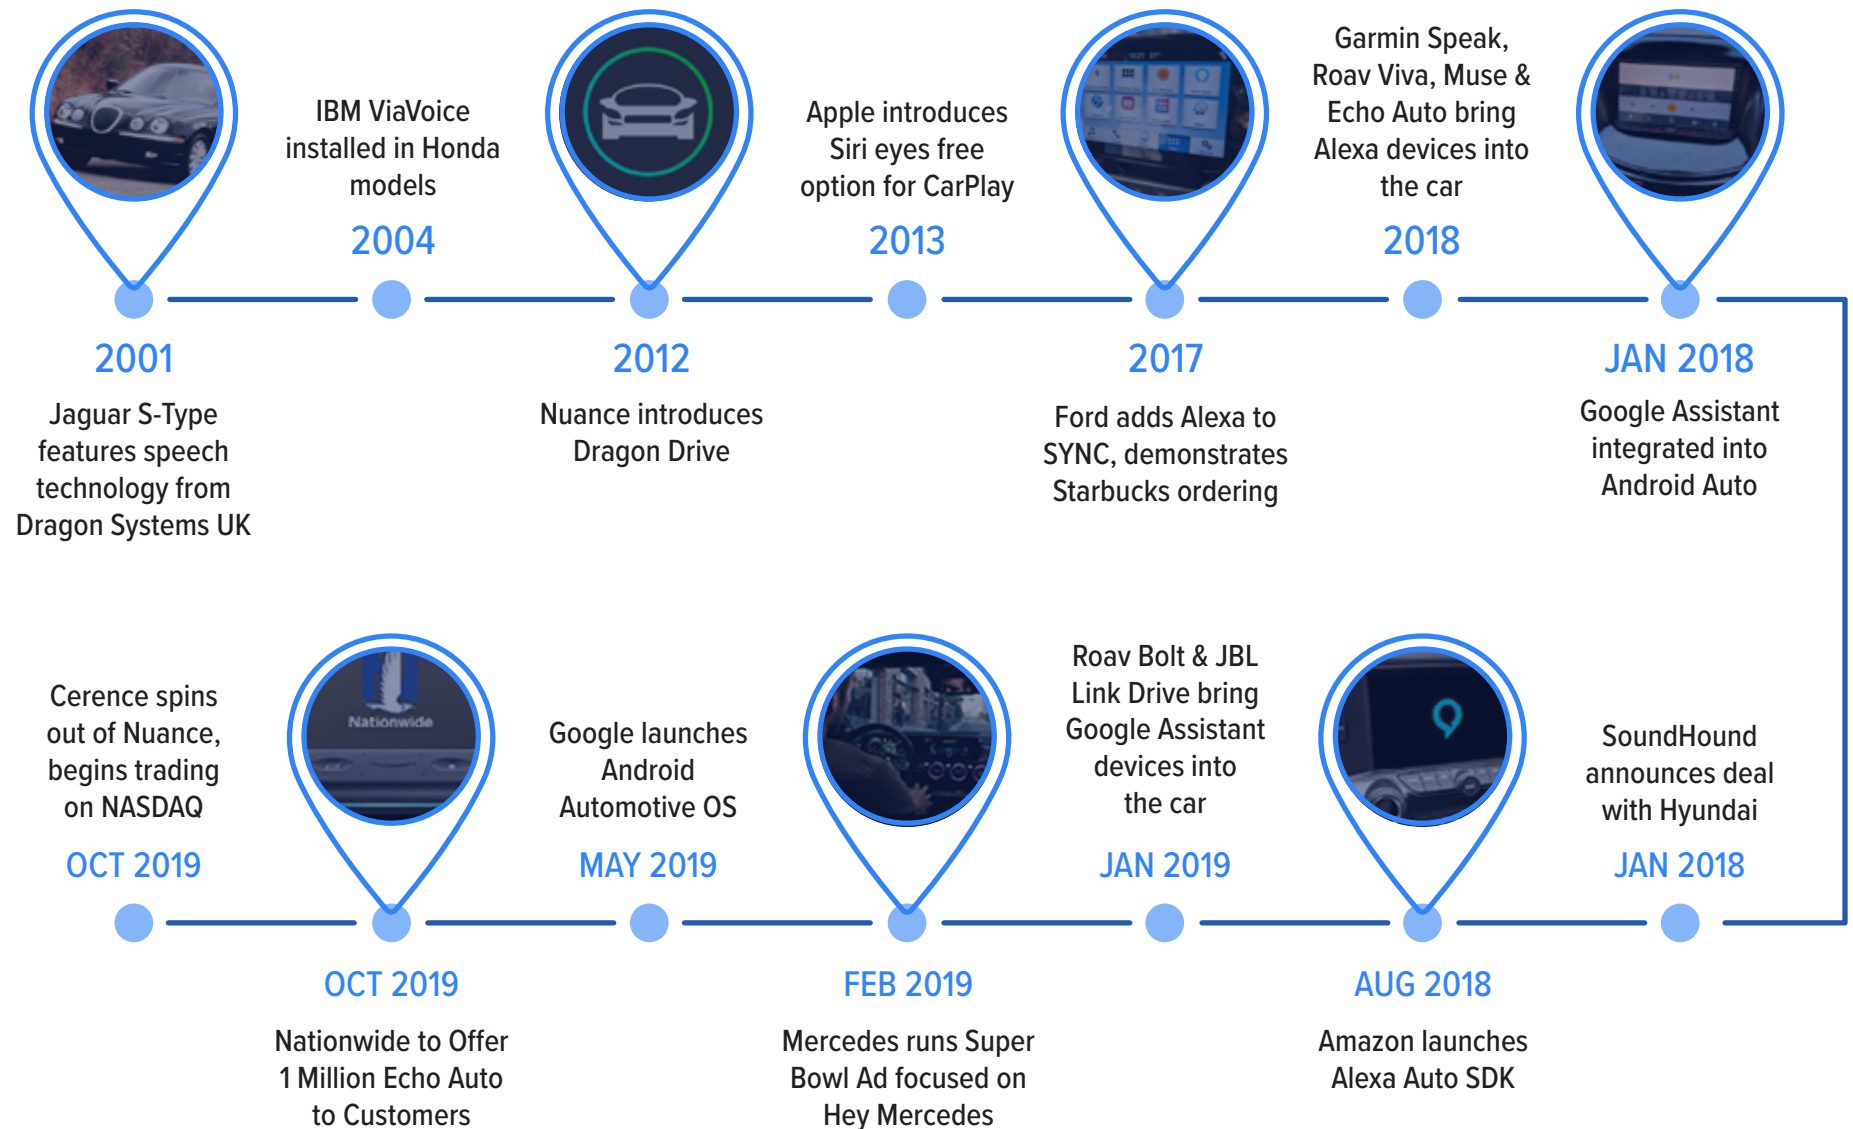 2001
Jaguar S-Type
features speech
technology from
Dragon Systems UK
IBM ViaVoice
installed in Honda
models
2004
2012
Nuance introduces
Dragon Drive
Apple introduces
Siri eyes free
option for CarPlay
2013
2017
Ford adds Alexa to
SYNC, demonstrates
Starbucks ordering
Garmin Speak,
Roav Viva, Muse &
Echo Auto bring
Alexa devices into
the car
2018
JAN 2018
Google Assistant
integrated into
Android Auto
SoundHound
announces deal
with Hyundai
JAN 2018
AUG 2018
Amazon launches
Alexa Auto SDK
Roav Bolt & JBL
Link Drive bring
Google Assistant
devices into
the car
JAN 2019
FEB 2019
Mercedes runs Super
Bowl Ad focused on
Hey Mercedes
Google launches
Android
Automotive OS
MAY 2019
Nationwide
OCT 2019
Nationwide to Offer
1 Million Echo Auto
to Customers
Cerence spins
out of Nuance,
begins trading
on NASDAQ
OCT 2019